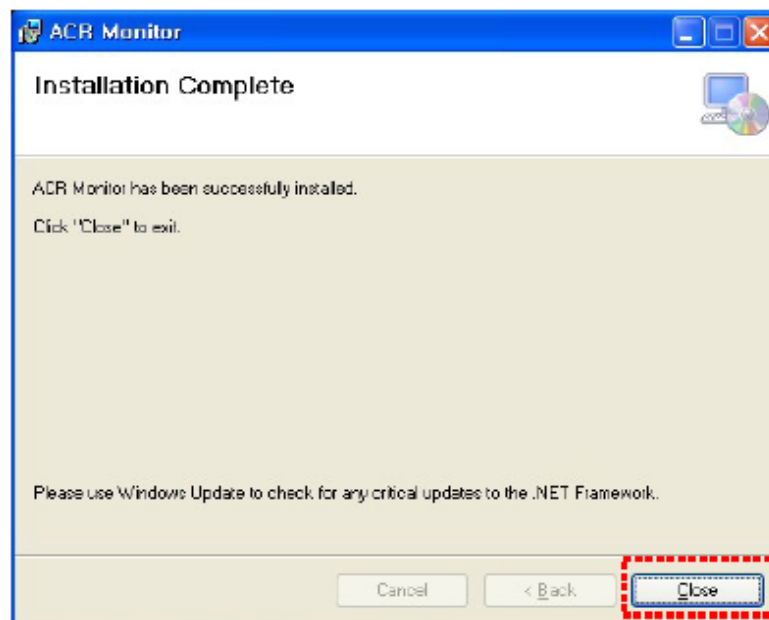 ACR Monitor
Installation Complete
ACR Monitor has been successfully installed.
Click "Close" to exit.
Please use Windows Update to check for any critical updates to the .NET Framework.
Cancel
< Back
Close